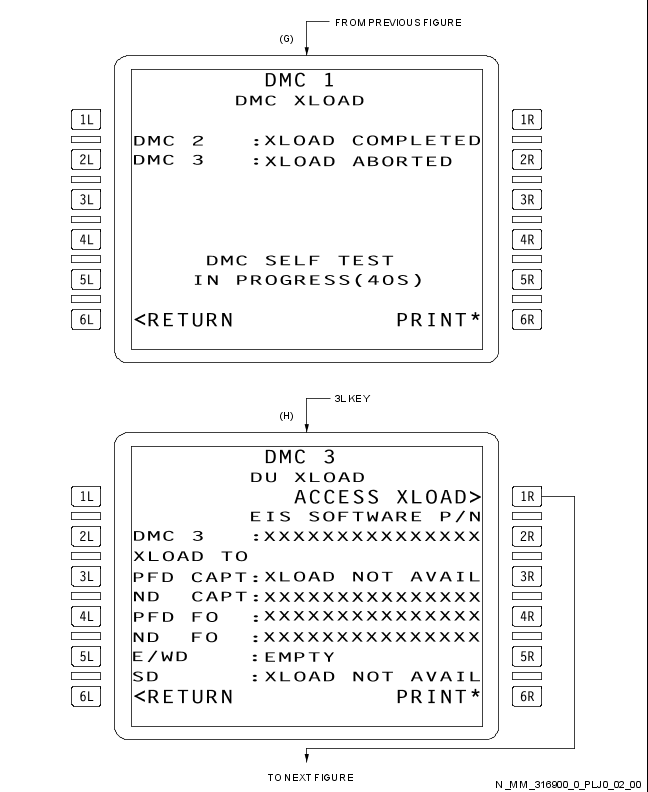 FROM PREVIOUS FIGURE
(G)
DMC 1
DMC XLOAD
1L 1R
DMC 2 :XLOAD COMPLETED
2L DMC 3 :XLOAD ABORTED 2R
3L 3R
4L 4R
DMC SELF TEST
5L IN PROGRESS(40S) 5R
6L <RETURN PRINT* 6R
3L KEY
(H)
DMC 3
DU XLOAD
1L ACCESS XLOAD> 1R
EIS SOFTWARE P/N
2L DMC 3 :XXXXXXXXXXXXXXX 2R
XLOAD TO
3L PFD CAPT:XLOAD NOT AVAIL 3R
ND CAPT:XXXXXXXXXXXXXXX
4L PFD FO :XXXXXXXXXXXXXXX 4R
ND FO :XXXXXXXXXXXXXXX
5L E/WD :EMPTY 5R
SD :XLOAD NOT AVAIL
6L <RETURN PRINT* 6R
TO NEXT FIGURE
N_MM_316900_0_PLJ0_02_00